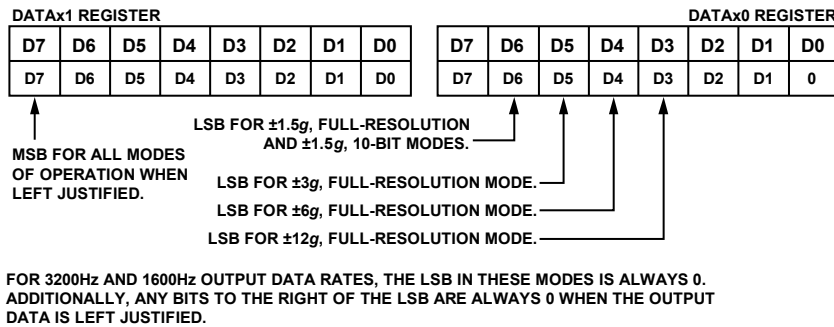 DATAx1 REGISTER DATAx0 REGISTER
D7 D6 D5 D4 D3 D2 D1 D0 D7 D6 D5 D4 D3 D2 D1 D0
D7 D6 D5 D4 D3 D2 D1 D0 D7 D6 D5 D4 D3 D2 D1 0
MSB FOR ALL MODES
OF OPERATION WHEN
LEFT JUSTIFIED.
LSB FOR ±1.5g, FULL-RESOLUTION
AND ±1.5g, 10-BIT MODES.
LSB FOR ±3g, FULL-RESOLUTION MODE.
LSB FOR ±6g, FULL-RESOLUTION MODE.
LSB FOR ±12g, FULL-RESOLUTION MODE.
FOR 3200Hz AND 1600Hz OUTPUT DATA RATES, THE LSB IN THESE MODES IS ALWAYS 0.
ADDITIONALLY, ANY BITS TO THE RIGHT OF THE LSB ARE ALWAYS 0 WHEN THE OUTPUT
DATA IS LEFT JUSTIFIED.